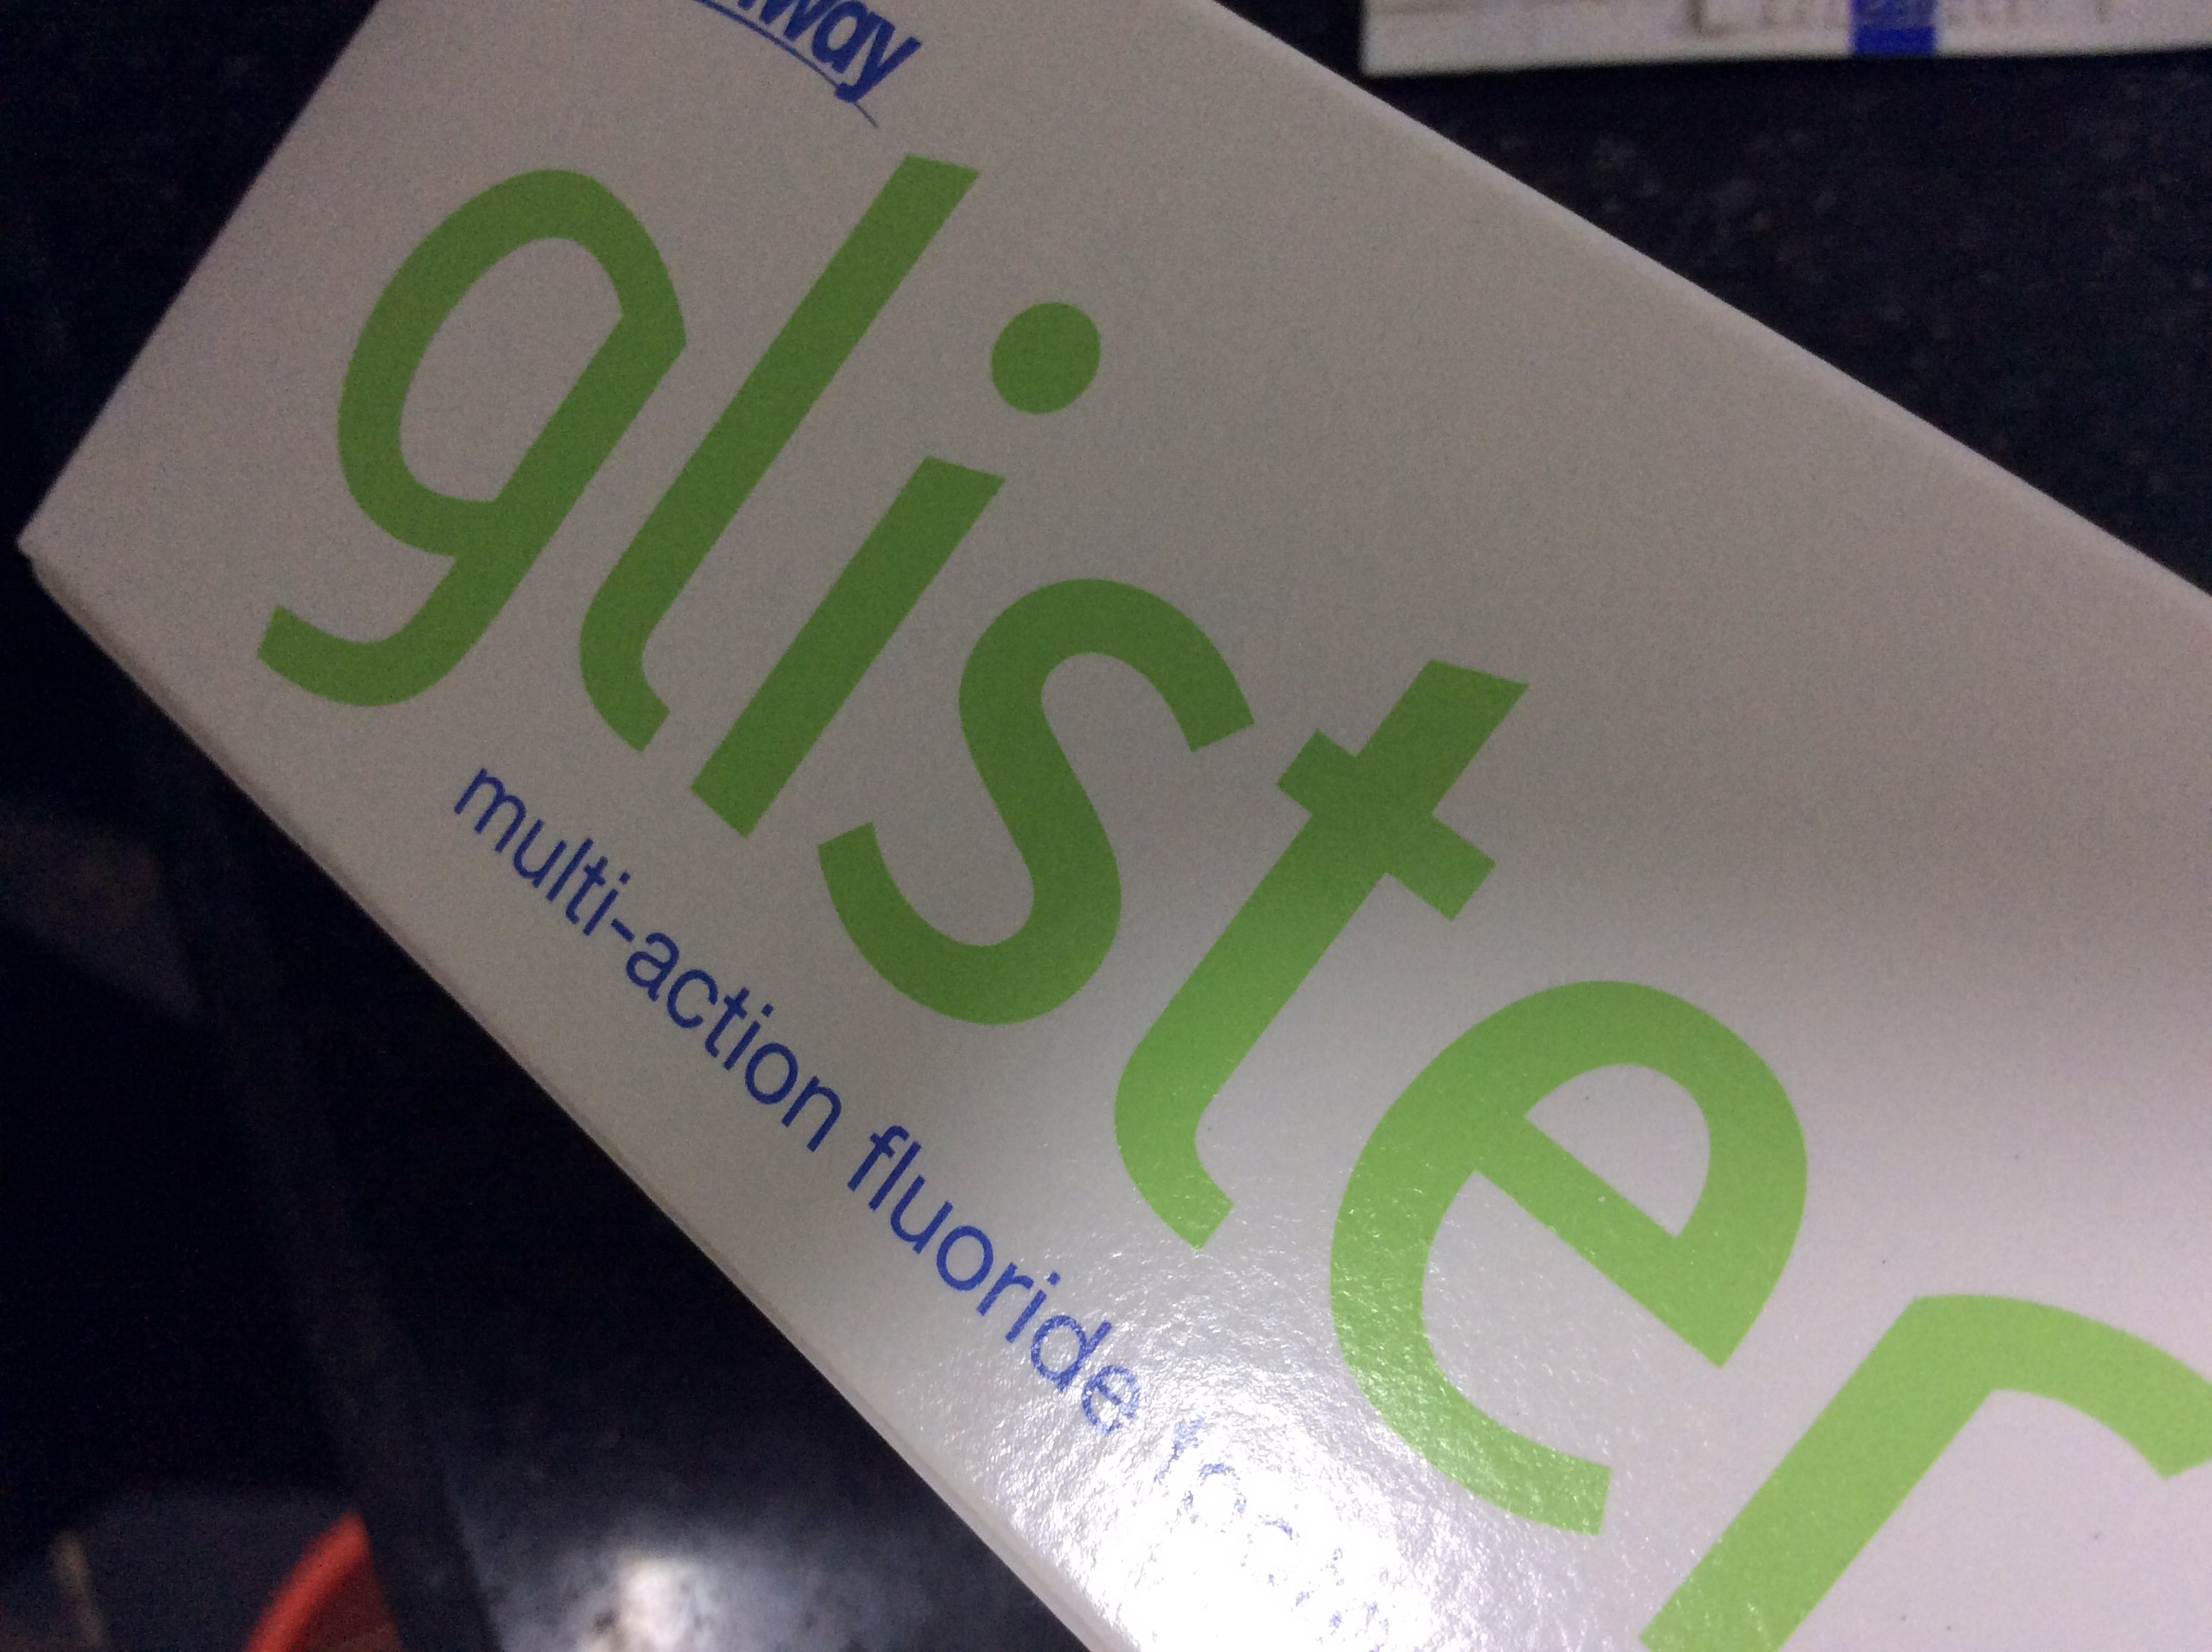 glister
multi-action fluoride